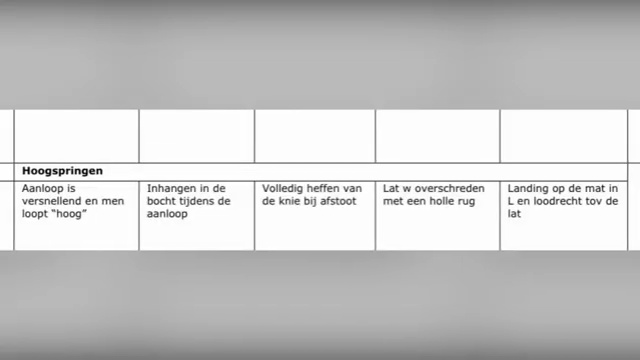 Hoogspringen
Aanloop is
versnellend en men
loopt “hoog”
Inhangen in de
bocht tijdens de
aanloop
Volledig heffen van
de knie bij afstoot
Lat w overschreden
met een holle rug
Landing op de mat in
L en loodrecht tov de
lat